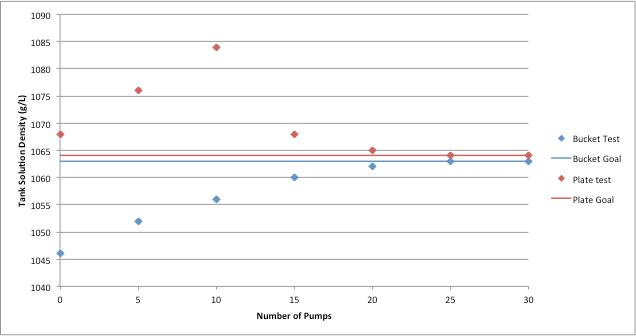 1090
1085
1080
1075
1070
1065
1060
1055
1050
1045
1040
Tank Solution Density (g/L)
0 5 10 15 20 25 30
Number of Pumps
Bucket Test
Bucket Goal
Plate test
Plate Goal